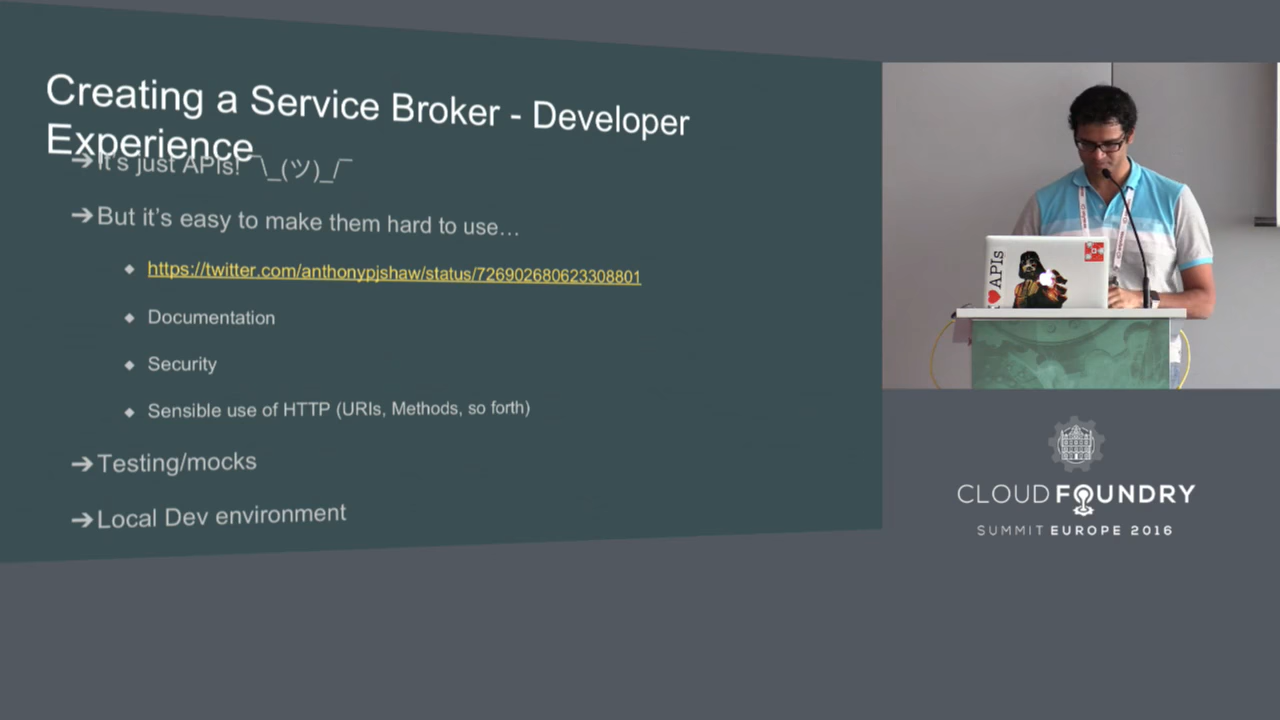 Creating a Service Broker - Developer
Experience
➔It's just APIs! ¯\_(ツ)_/¯
➔But it's easy to make them hard to use…
◆ https://twitter.com/anthonypjshaw/status/726902680623308801
◆ Documentation
◆ Security
◆ Sensible use of HTTP (URIs, Methods, so forth)
➔Testing/mocks
➔Local Dev environment
I ♥ APIs
CLOUD FOUNDRY
SUMMIT EUROPE 2016